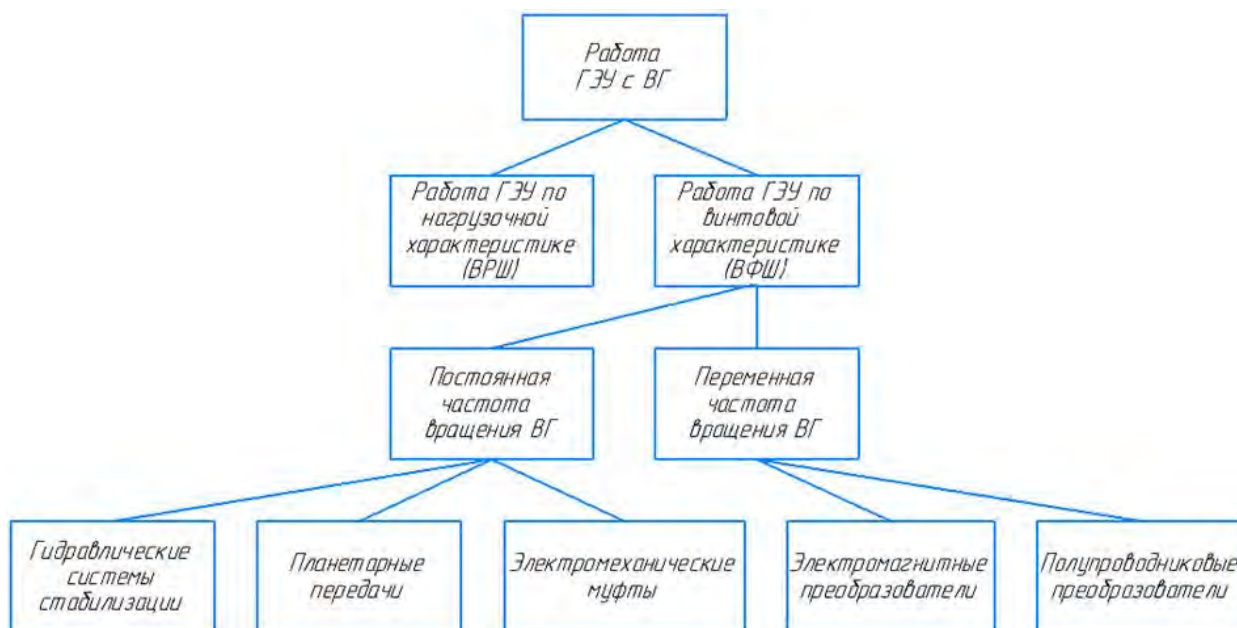 Работа
ГЭУ с ВГ
Работа ГЭУ по
нагрузочной
характеристике
(ВРШ)
Работа ГЭУ по
винтовой
характеристике
(ВФШ)
Постоянная
частота
вращения ВГ
Переменная
частота
вращения ВГ
Гидравлические
системы
стабилизации
Планетарные
передачи
Электромеханические
муфты
Электромагнитные
преобразователи
Полупроводниковые
преобразователи